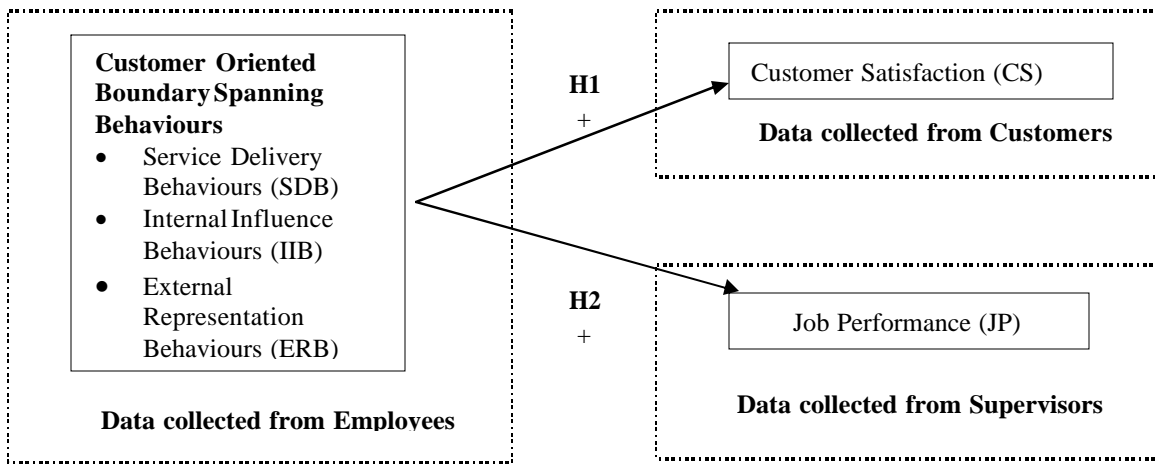 Customer Oriented
Boundary Spanning
Behaviours
• Service Delivery
Behaviours (SDB)
• Internal Influence
Behaviours (IIB)
• External
Representation
Behaviours (ERB)
Data collected from Employees
H1
+
H2
+
Customer Satisfaction (CS)
Data collected from Customers
Job Performance (JP)
Data collected from Supervisors